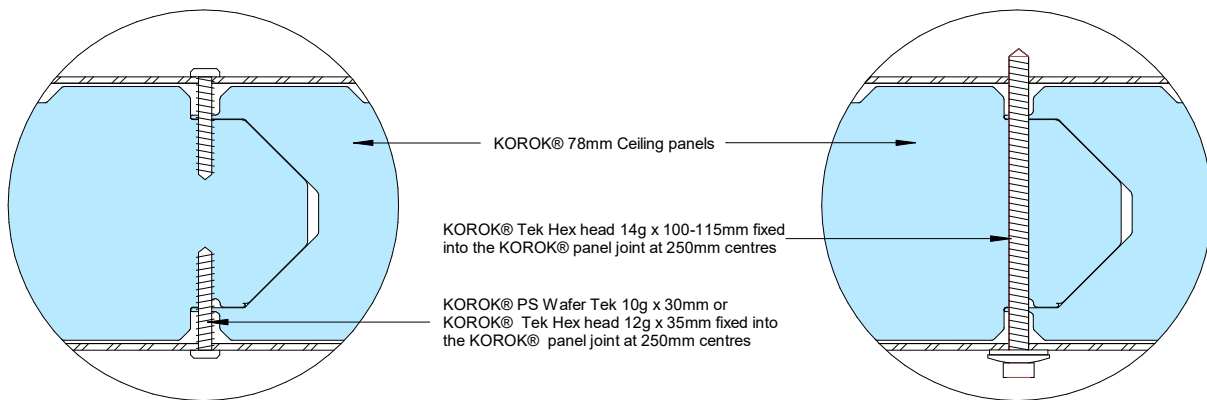 KOROK® 78mm Ceiling panels
KOROK® Tek Hex head 14g x 100-115mm fixed
into the KOROK® panel joint at 250mm centres
KOROK® PS Wafer Tek 10g x 30mm or
KOROK® Tek Hex head 12g x 35mm fixed into
the KOROK® panel joint at 250mm centres